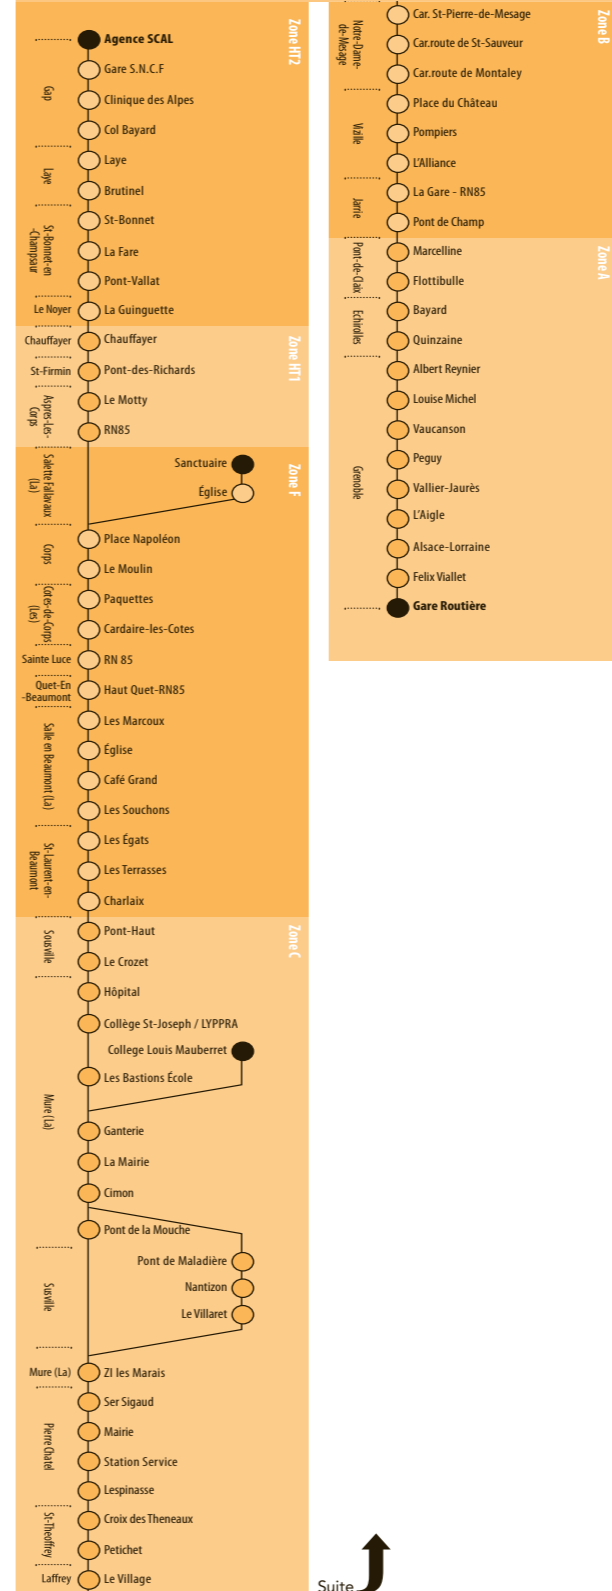 Zone HT2
Gap
Agence SCAL
Gare S.N.C.F
Clinique des Alpes
Col Bayard
Laye
Laye
Brutinel
St-Bonnet-en
-Champsaur
St-Bonnet
La Fare
Pont-Vallat
Le Noyer
La Guinguette
Zone HT1
Chauffayer
Chauffayer
St-Firmin
Pont-des-Richards
Aspres-Les-
Corps
Le Motty
RN85
Zone F
Salette Fallavaux
(La)
Sanctuaire
Église
Corps
Place Napoléon
Le Moulin
Cotes-de-Corps
(Les)
Paquettes
Cardaire-les-Cotes
Sainte Luce
RN 85
Quet-En
-Beaumont
Haut Quet-RN85
Salle en Beaumont (La)
Les Marcoux
Église
Café Grand
Les Souchons
St-Laurent-en-
Beaumont
Les Égats
Les Terrasses
Charlaix
Zone C
Sousville
Pont-Haut
Le Crozet
Mure (La)
Hôpital
Collège St-Joseph / LYPPRA
College Louis Mauberret
Les Bastions École
Ganterie
La Mairie
Cimon
Pont de la Mouche
Susville
Pont de Maladière
Nantizon
Le Villaret
Mure (La)
ZI les Marais
Pierre Chatel
Ser Sigaud
Mairie
Station Service
Lespinasse
St-Theoffrey
Croix des Theneaux
Petichet
Laffrey
Le Village
Suite
Zone B
Notre-Dame-
de-Mesage
Car. St-Pierre-de-Mesage
Car.route de St-Sauveur
Car.route de Montaley
Vizille
Place du Château
Pompiers
L'Alliance
Jarrie
La Gare - RN85
Pont de Champ
Zone A
Pont-de-Claix
Marcelline
Flottibulle
Echirolles
Bayard
Quinzaine
Grenoble
Albert Reynier
Louise Michel
Vaucanson
Peguy
Vallier-Jaurès
L'Aigle
Alsace-Lorraine
Felix Viallet
Gare Routière